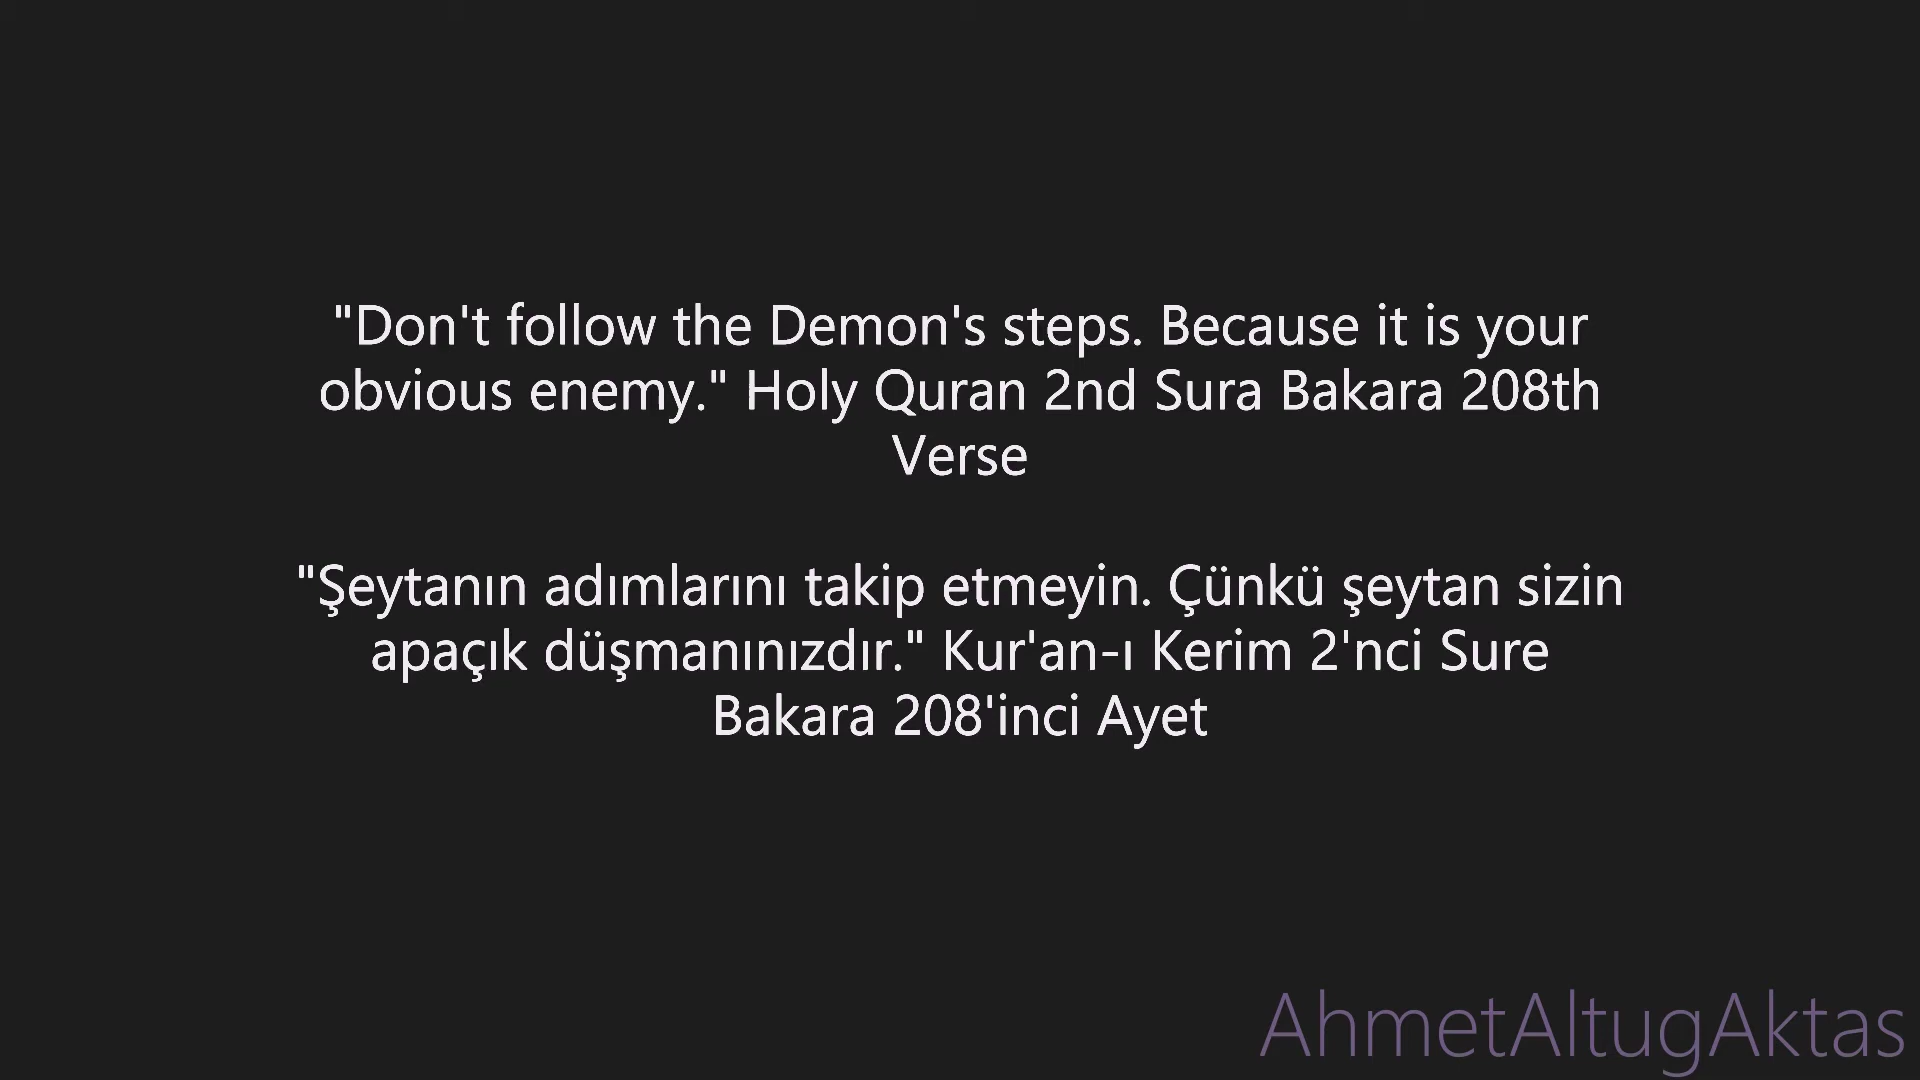 "Don't follow the Demon's steps. Because it is your
obvious enemy." Holy Quran 2nd Sura Bakara 208th
Verse
"Şeytanın adımlarını takip etmeyin. Çünkü şeytan sizin
apaçık düşmanınızdır." Kur'an-ı Kerim 2'nci Sure
Bakara 208'inci Ayet
AhmetAltugAktas